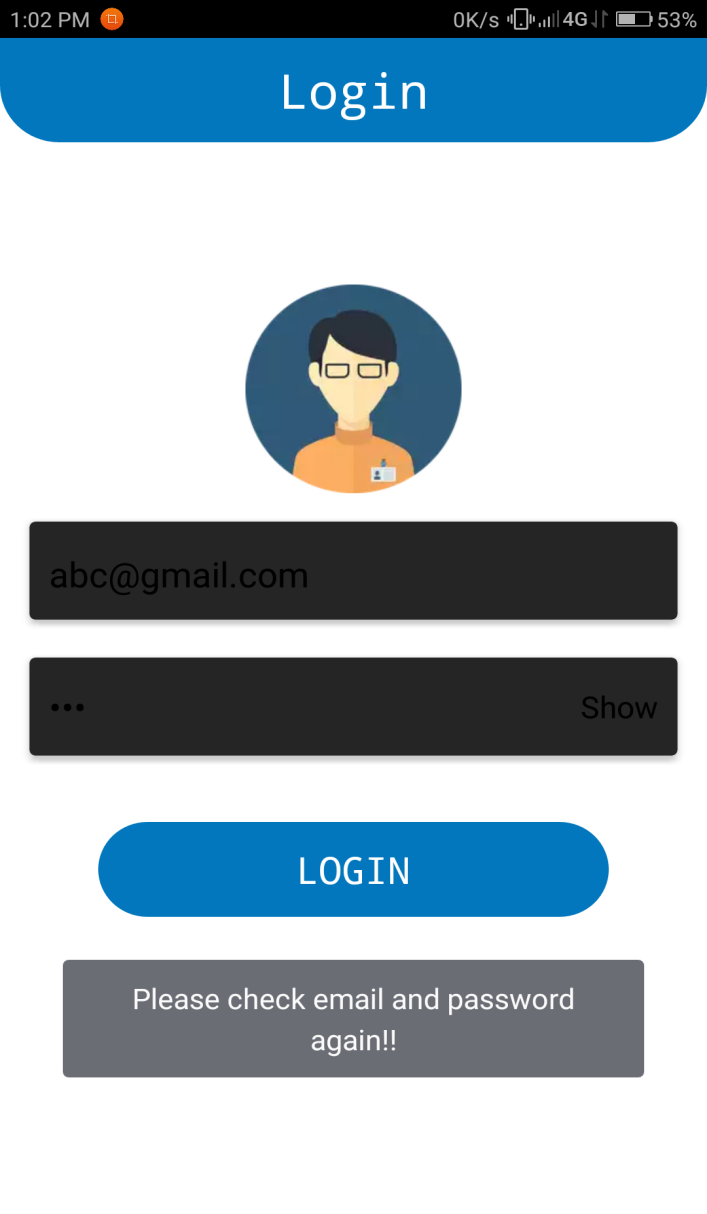 1:02 PM 0K/s 4G 53%
Login
abc@gmail.com
••• Show
LOGIN
Please check email and password
again!!